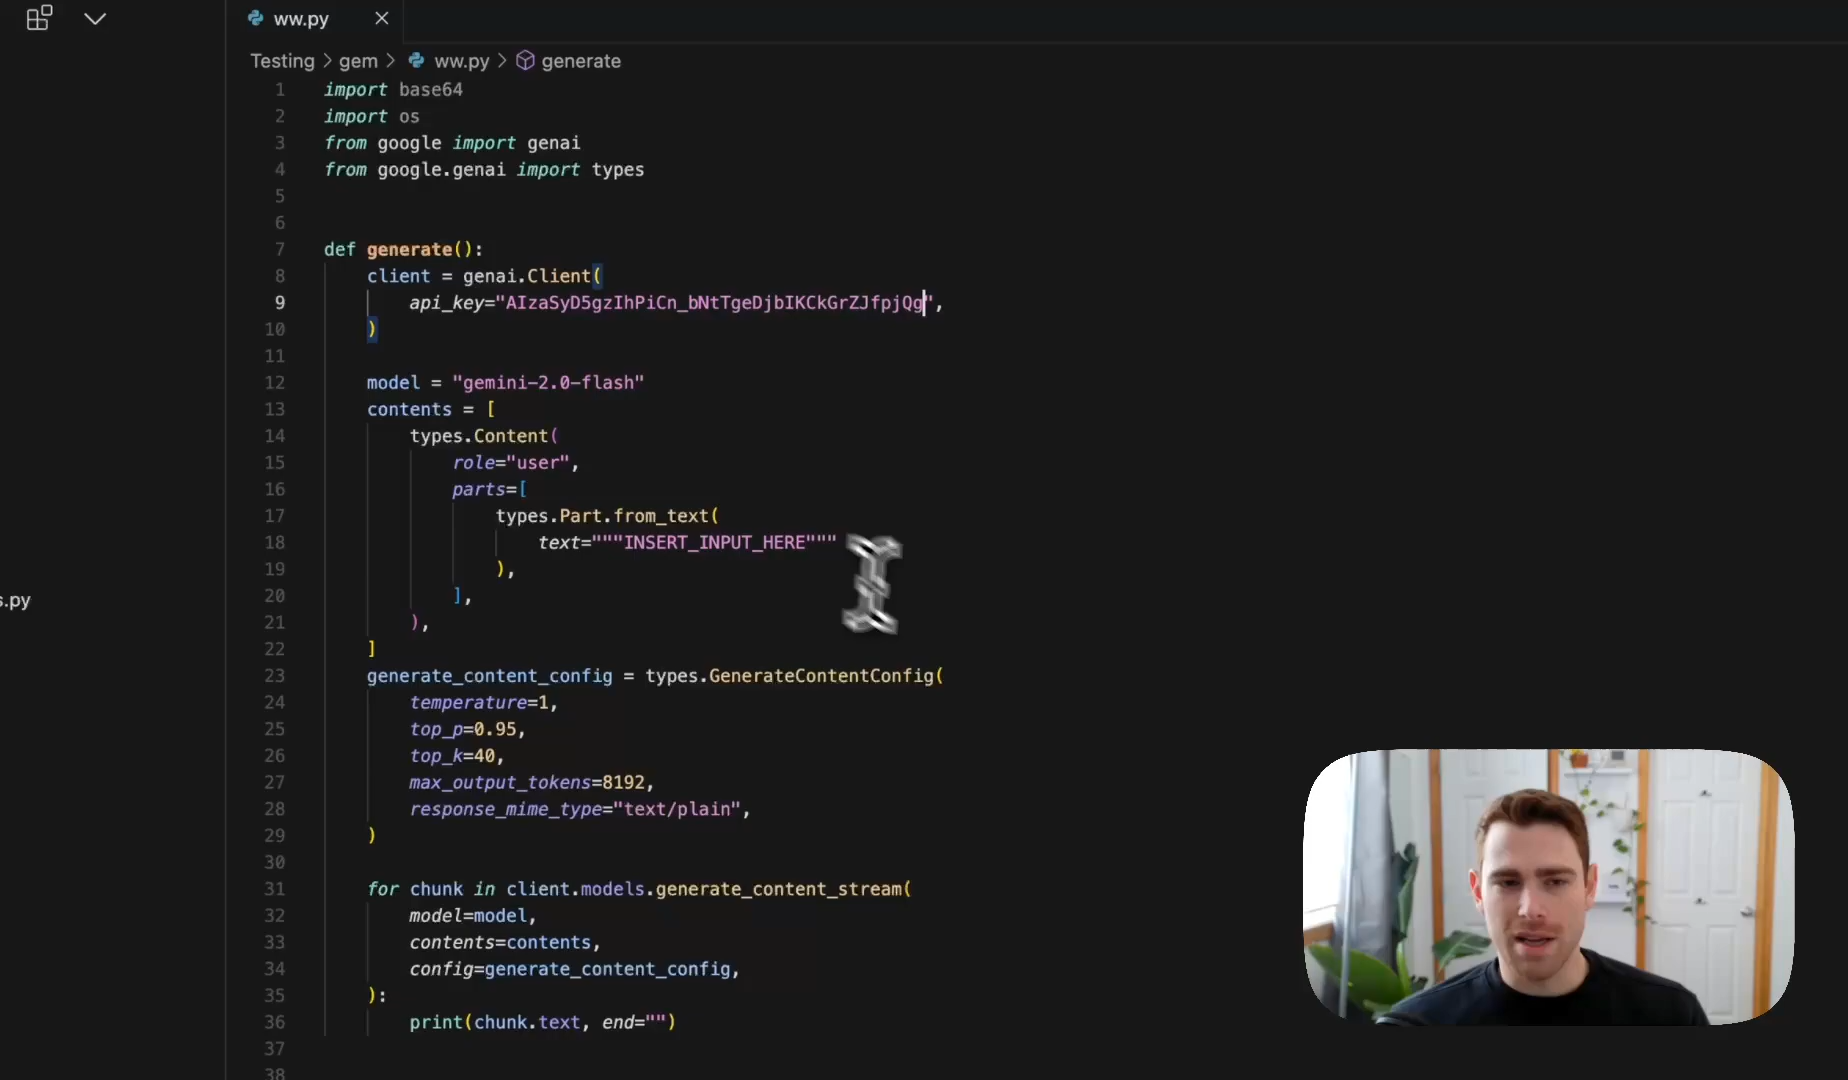 ww.py
Testing > gem > ww.py > generate
1 import base64
2 import os
3 from google import genai
4 from google.genai import types
5
6
7 def generate():
8 client = genai.Client(
9 api_key="AIzaSyD5gzIhPiCn_bNtTgeDjbIKCkGrZJfpjQg",
10 )
11
12 model = "gemini-2.0-flash"
13 contents = [
14 types.Content(
15 role="user",
16 parts=[
17 types.Part.from_text(
18 text="""INSERT_INPUT_HERE"""
19 ),
20 ],
21 ),
22 ]
23 generate_content_config = types.GenerateContentConfig(
24 temperature=1,
25 top_p=0.95,
26 top_k=40,
27 max_output_tokens=8192,
28 response_mime_type="text/plain",
29 )
30
31 for chunk in client.models.generate_content_stream(
32 model=model,
33 contents=contents,
34 config=generate_content_config,
35 ):
36 print(chunk.text, end="")
37
38
s.py